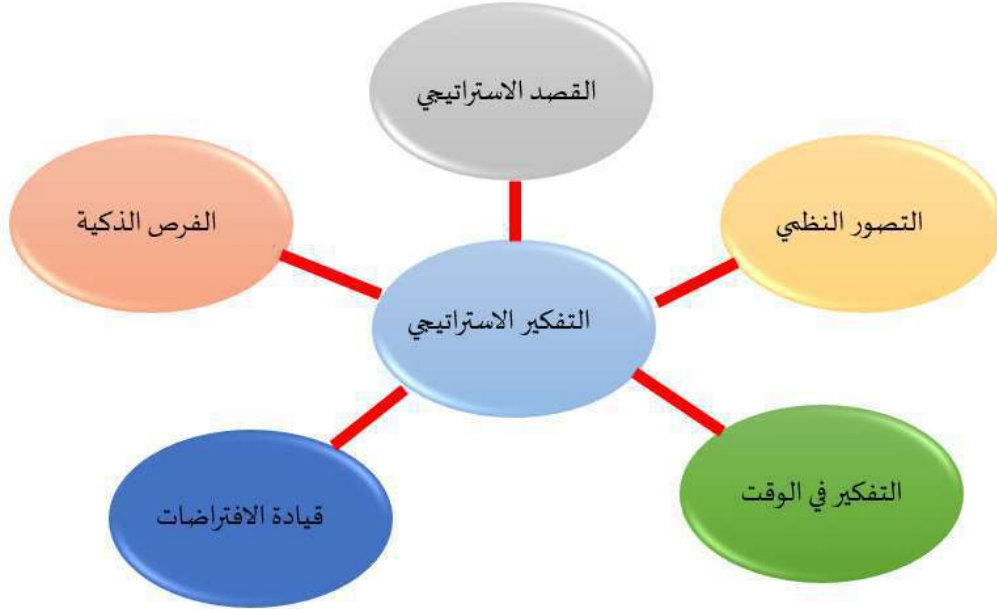 القصد الاستراتيجي
التصور النظمي
الفرص الذكية
التفكير الاستراتيجي
التفكير في الوقت
قيادة الافتراضات